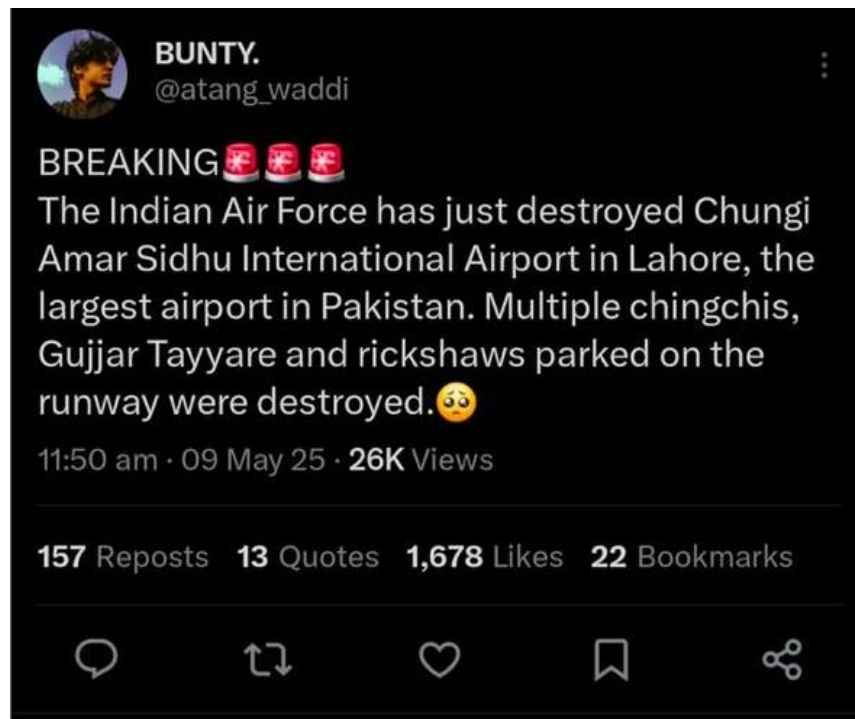 BUNTY.
@atang_waddi
BREAKING🚨🚨🚨
The Indian Air Force has just destroyed Chungi
Amar Sidhu International Airport in Lahore, the
largest airport in Pakistan. Multiple chingchis,
Gujjar Tayyare and rickshaws parked on the
runway were destroyed.🥺
11:50 am · 09 May 25 · 26K Views
157 Reposts 13 Quotes 1,678 Likes 22 Bookmarks